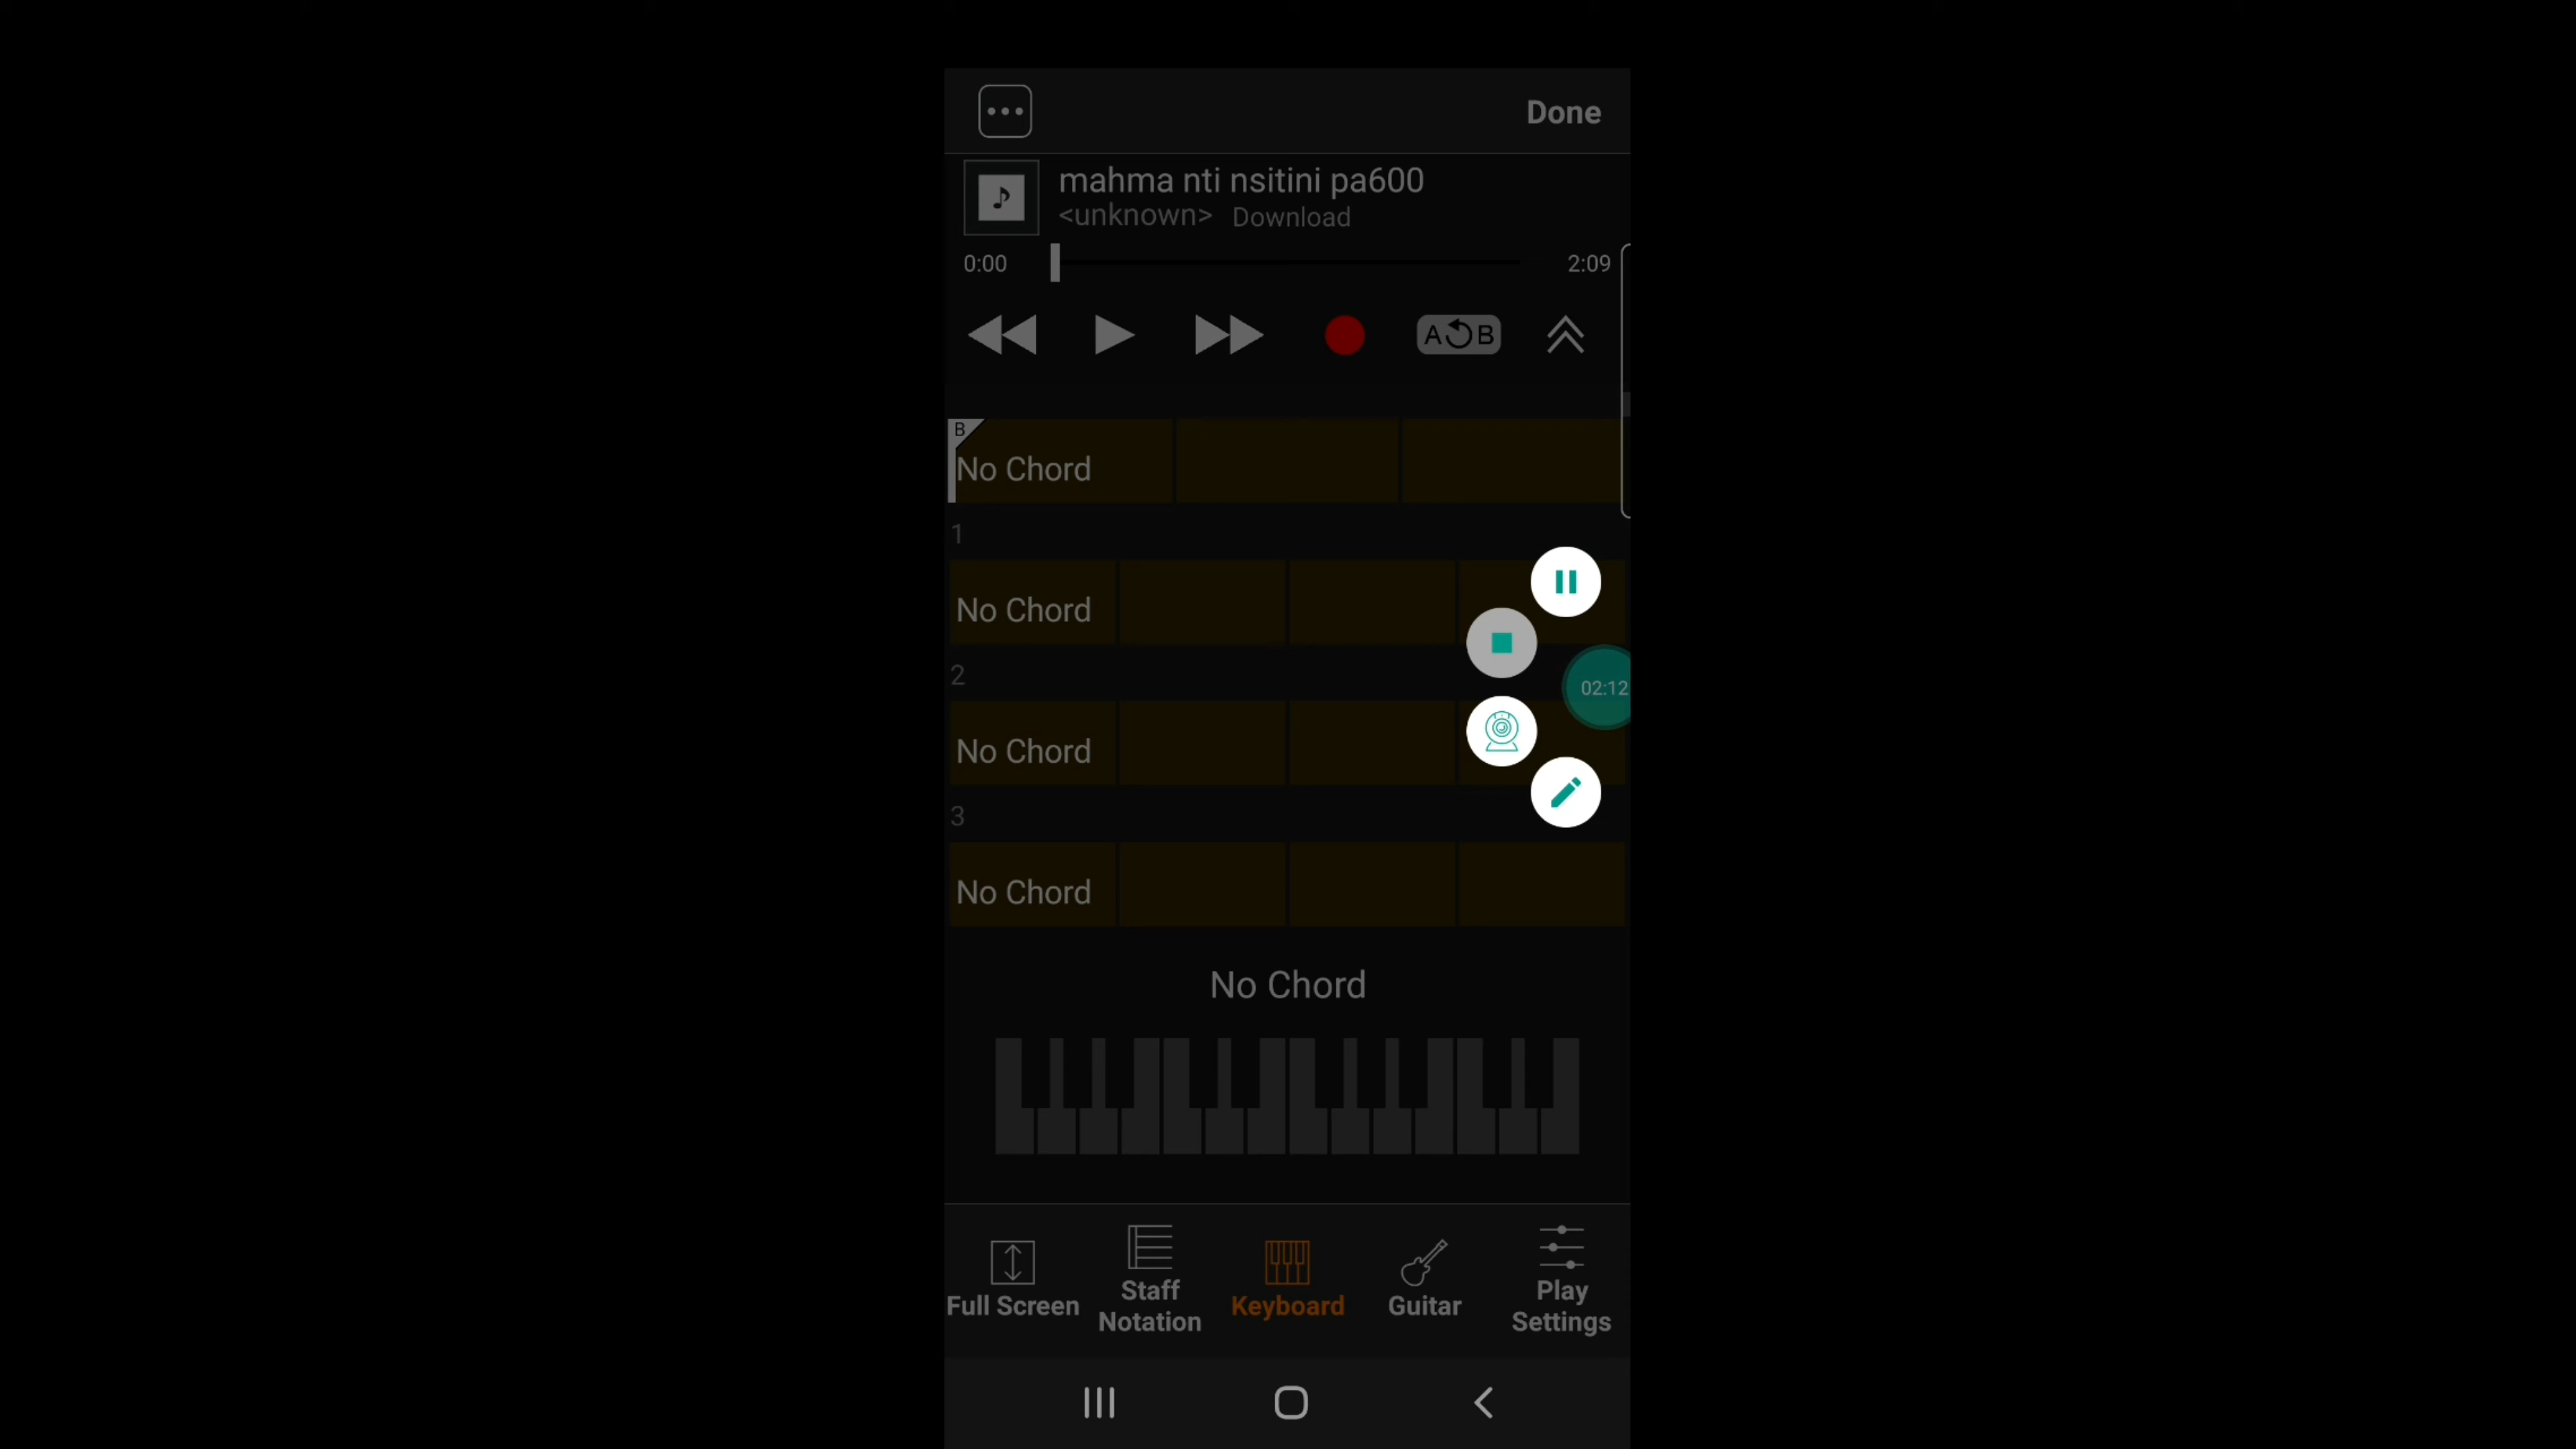 Done
mahma nti nsitini pa600
<unknown> Download
0:00 2:09
A B
B
No Chord
1
No Chord
02:12
2
No Chord
3
No Chord
No Chord
Full Screen
Staff
Notation
Keyboard
Guitar
Play
Settings